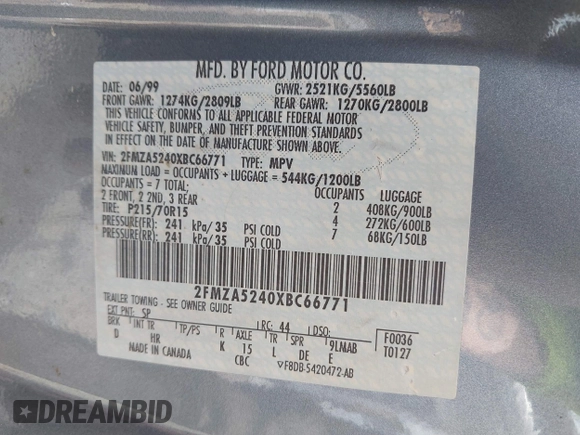 MFD. BY FORD MOTOR CO.
DATE: 06/99 GVWR: 2521KG/5560LB
FRONT GAWR: 1274KG/2809LB REAR GAWR: 1270KG/2800LB
THIS VEHICLE CONFORMS TO ALL APPLICABLE FEDERAL MOTOR
VEHICLE SAFETY, BUMPER, AND THEFT PREVENTION STANDARDS
IN EFFECT ON THE DATE OF MANUFACTURE SHOWN ABOVE.
VIN: 2FMZA5240XBC66771 TYPE: MPV
MAXIMUM LOAD = OCCUPANTS + LUGGAGE = 544KG/1200LB
OCCUPANTS = 7 TOTAL: OCCUPANTS LUGGAGE
2 FRONT, 2 2ND, 3 REAR 2 408KG/900LB
TIRE: P215/70R15 4 272KG/600LB
PRESSURE(FR): 241 kPa/35 PSI COLD 7 68KG/150LB
PRESSURE(RR): 241 kPa/35 PSI COLD
2FMZA5240XBC66771
TRAILER TOWING - SEE OWNER GUIDE
EXT PNT: SP RC: 44 DSO: F0036
BRK INT TR TP/PS R AXLE TR SPR 9LMAB T0127
D HR K 15 L DE E
MADE IN CANADA CBC ▽F8DB-5420472-AB
DREAMBID